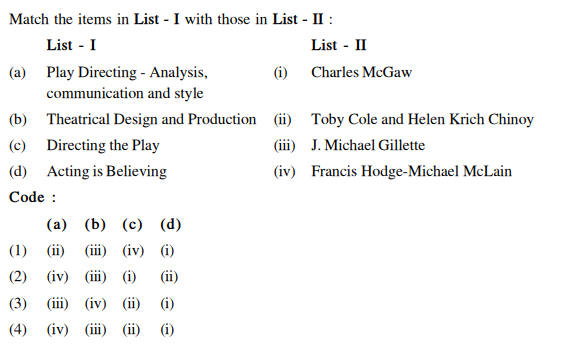 Match the items in List - I with those in List - II :
List - I List - II
(a) Play Directing - Analysis, (i) Charles McGaw
communication and style
(b) Theatrical Design and Production (ii) Toby Cole and Helen Krich Chinoy
(c) Directing the Play (iii) J. Michael Gillette
(d) Acting is Believing (iv) Francis Hodge-Michael McLain
Code :
(a) (b) (c) (d)
(1) (ii) (iii) (iv) (i)
(2) (iv) (iii) (i) (ii)
(3) (iii) (iv) (ii) (i)
(4) (iv) (iii) (ii) (i)